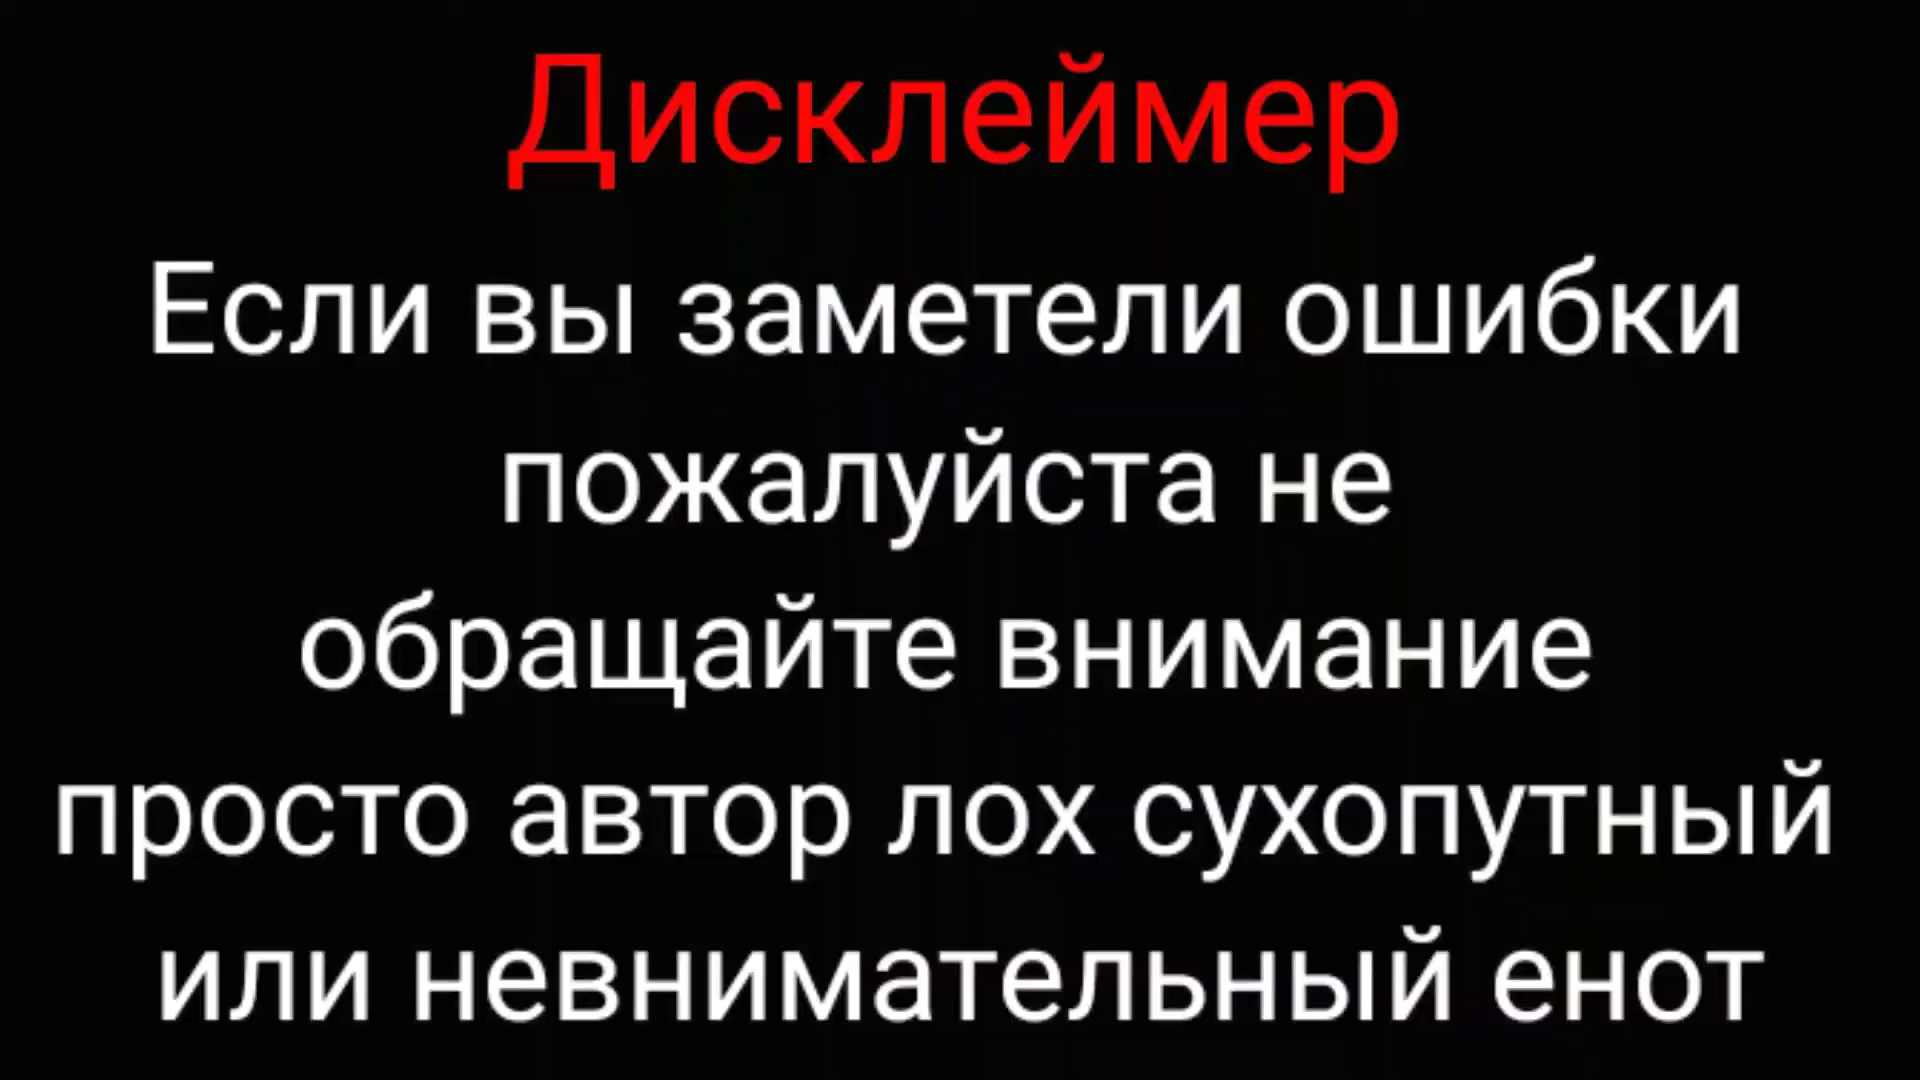 Дисклеймер
Если вы заметели ошибки
пожалуйста не
обращайте внимание
просто автор лох сухопутный
или невнимательный енот